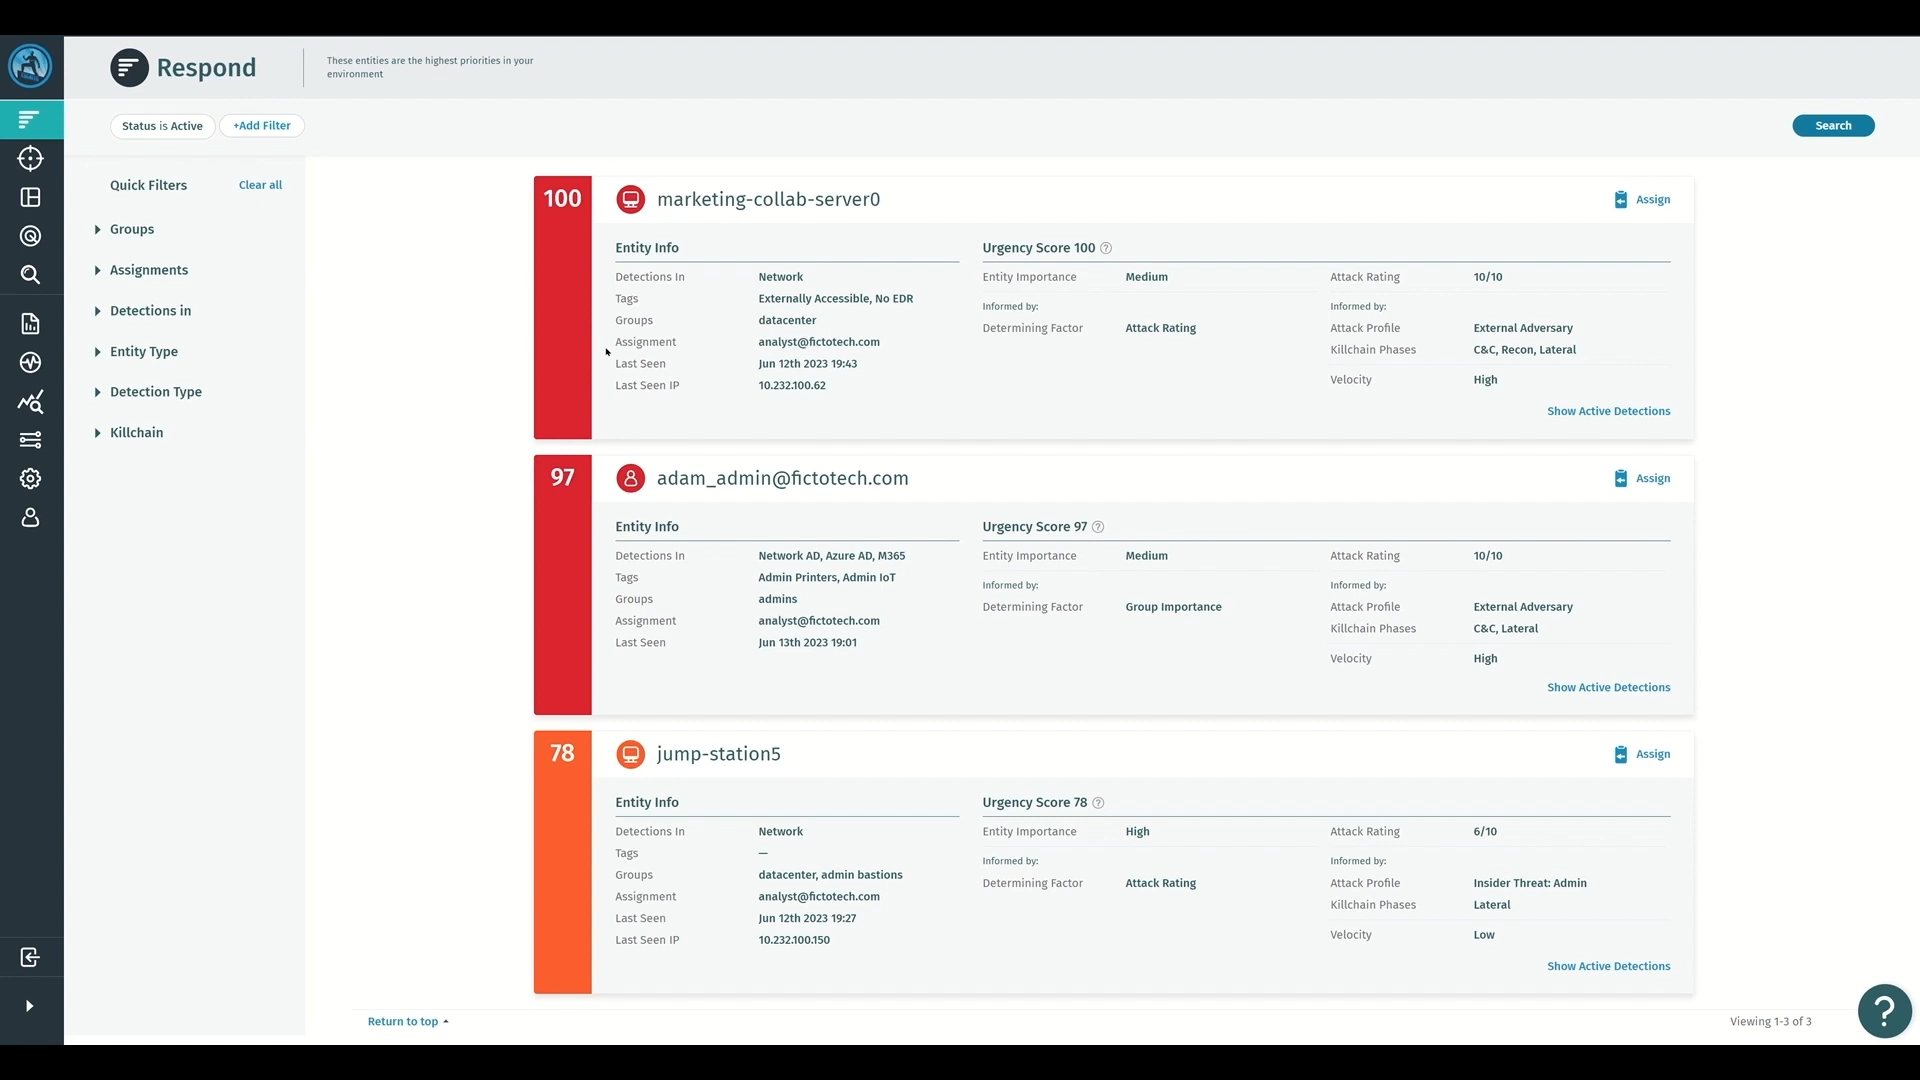 Respond
These entities are the highest priorities in your
environment
Status is Active
+Add Filter
Search
Quick Filters
Clear all
Groups
Assignments
Detections in
Entity Type
Detection Type
Killchain
100
marketing-collab-server0
Assign
Entity Info
Detections In Network
Tags Externally Accessible, No EDR
Groups datacenter
Assignment analyst@fictotech.com
Last Seen Jun 12th 2023 19:43
Last Seen IP 10.232.100.62
Urgency Score 100 ?
Entity Importance Medium
Informed by:
Determining Factor Attack Rating
Attack Rating 10/10
Informed by:
Attack Profile External Adversary
Killchain Phases C&C, Recon, Lateral
Velocity High
Show Active Detections
97
adam_admin@fictotech.com
Assign
Entity Info
Detections In Network AD, Azure AD, M365
Tags Admin Printers, Admin IoT
Groups admins
Assignment analyst@fictotech.com
Last Seen Jun 13th 2023 19:01
Urgency Score 97 ?
Entity Importance Medium
Informed by:
Determining Factor Group Importance
Attack Rating 10/10
Informed by:
Attack Profile External Adversary
Killchain Phases C&C, Lateral
Velocity High
Show Active Detections
78
jump-station5
Assign
Entity Info
Detections In Network
Tags —
Groups datacenter, admin bastions
Assignment analyst@fictotech.com
Last Seen Jun 12th 2023 19:27
Last Seen IP 10.232.100.150
Urgency Score 78 ?
Entity Importance High
Informed by:
Determining Factor Attack Rating
Attack Rating 6/10
Informed by:
Attack Profile Insider Threat: Admin
Killchain Phases Lateral
Velocity Low
Show Active Detections
Return to top
Viewing 1-3 of 3
?